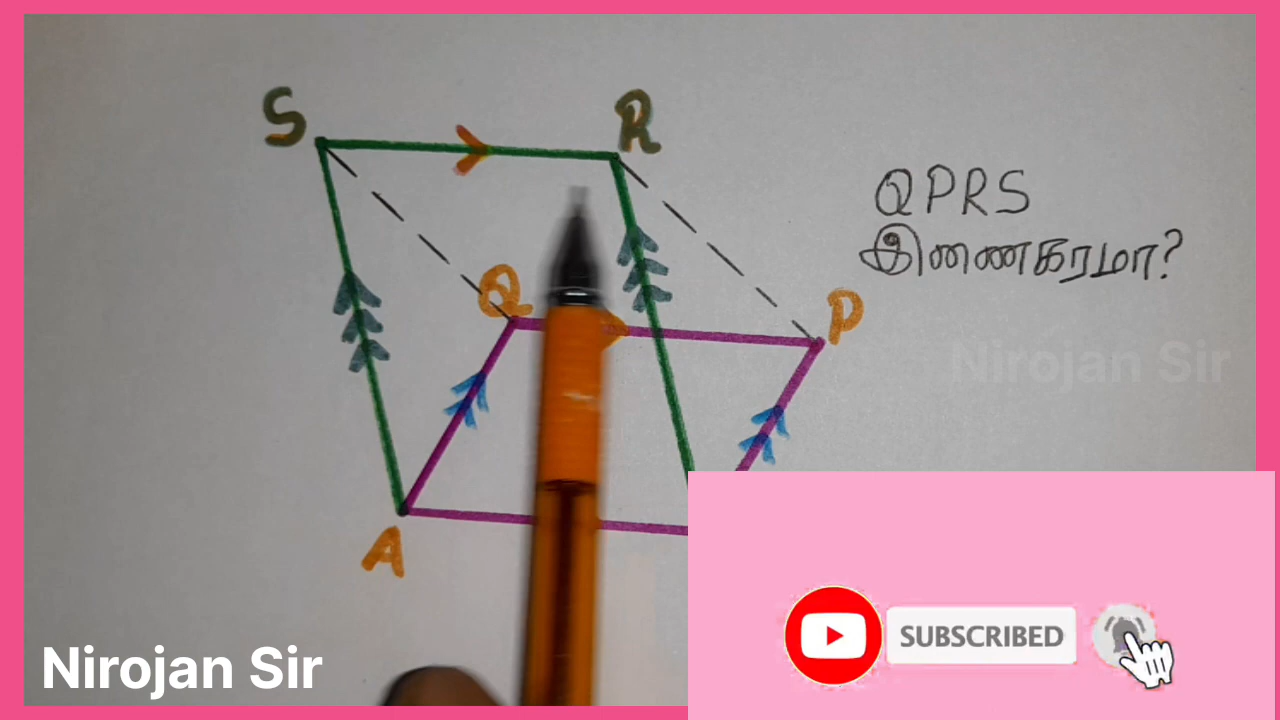 S
R
QPRS
இணைகரமா?
Q
P
Nirojan Sir
A
SUBSCRIBED
Nirojan Sir